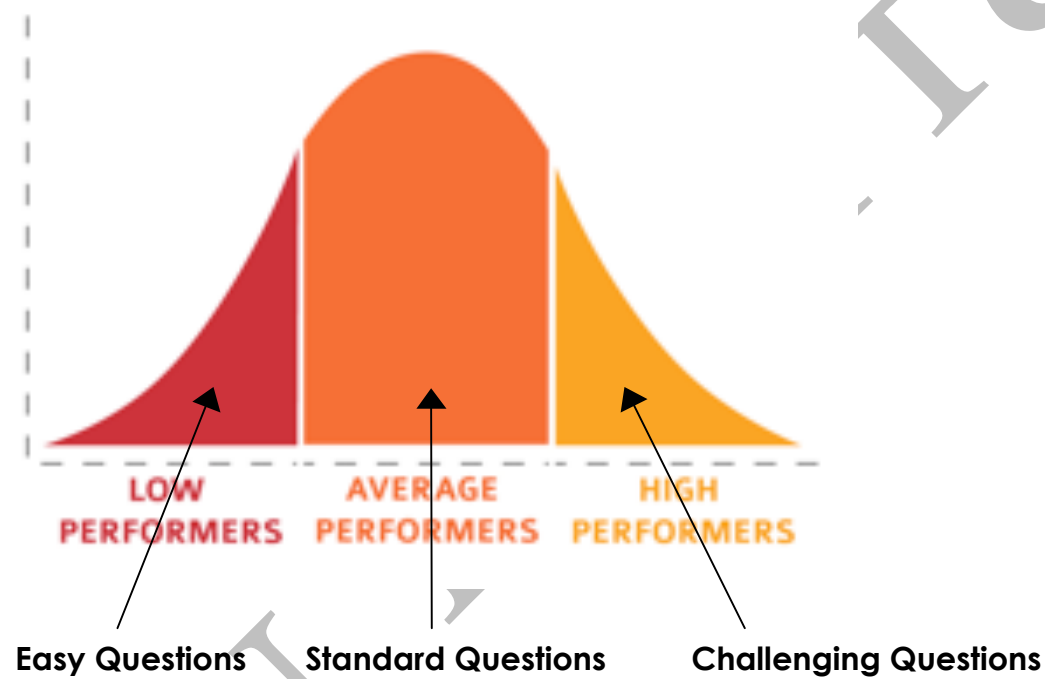 LOW
PERFORMERS
AVERAGE
PERFORMERS
HIGH
PERFORMERS
Easy Questions
Standard Questions
Challenging Questions